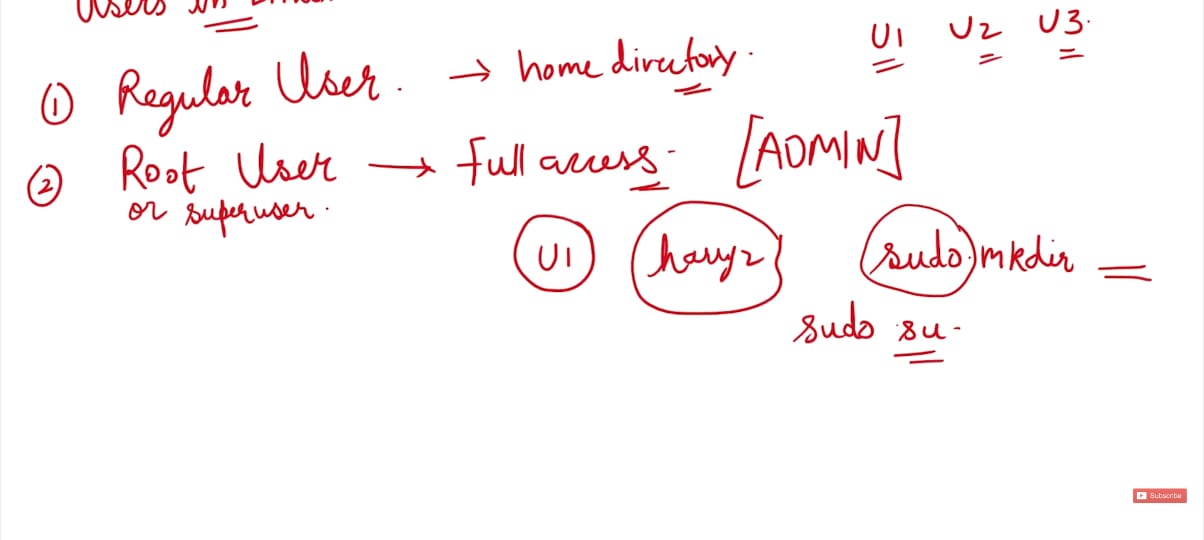 Users in Linux
① Regular User. → home directory. U1 U2 U3.
② Root User → full access- [ADMIN]
or superuser.
U1 harry2 sudo mkdir
sudo su-
Subscribe